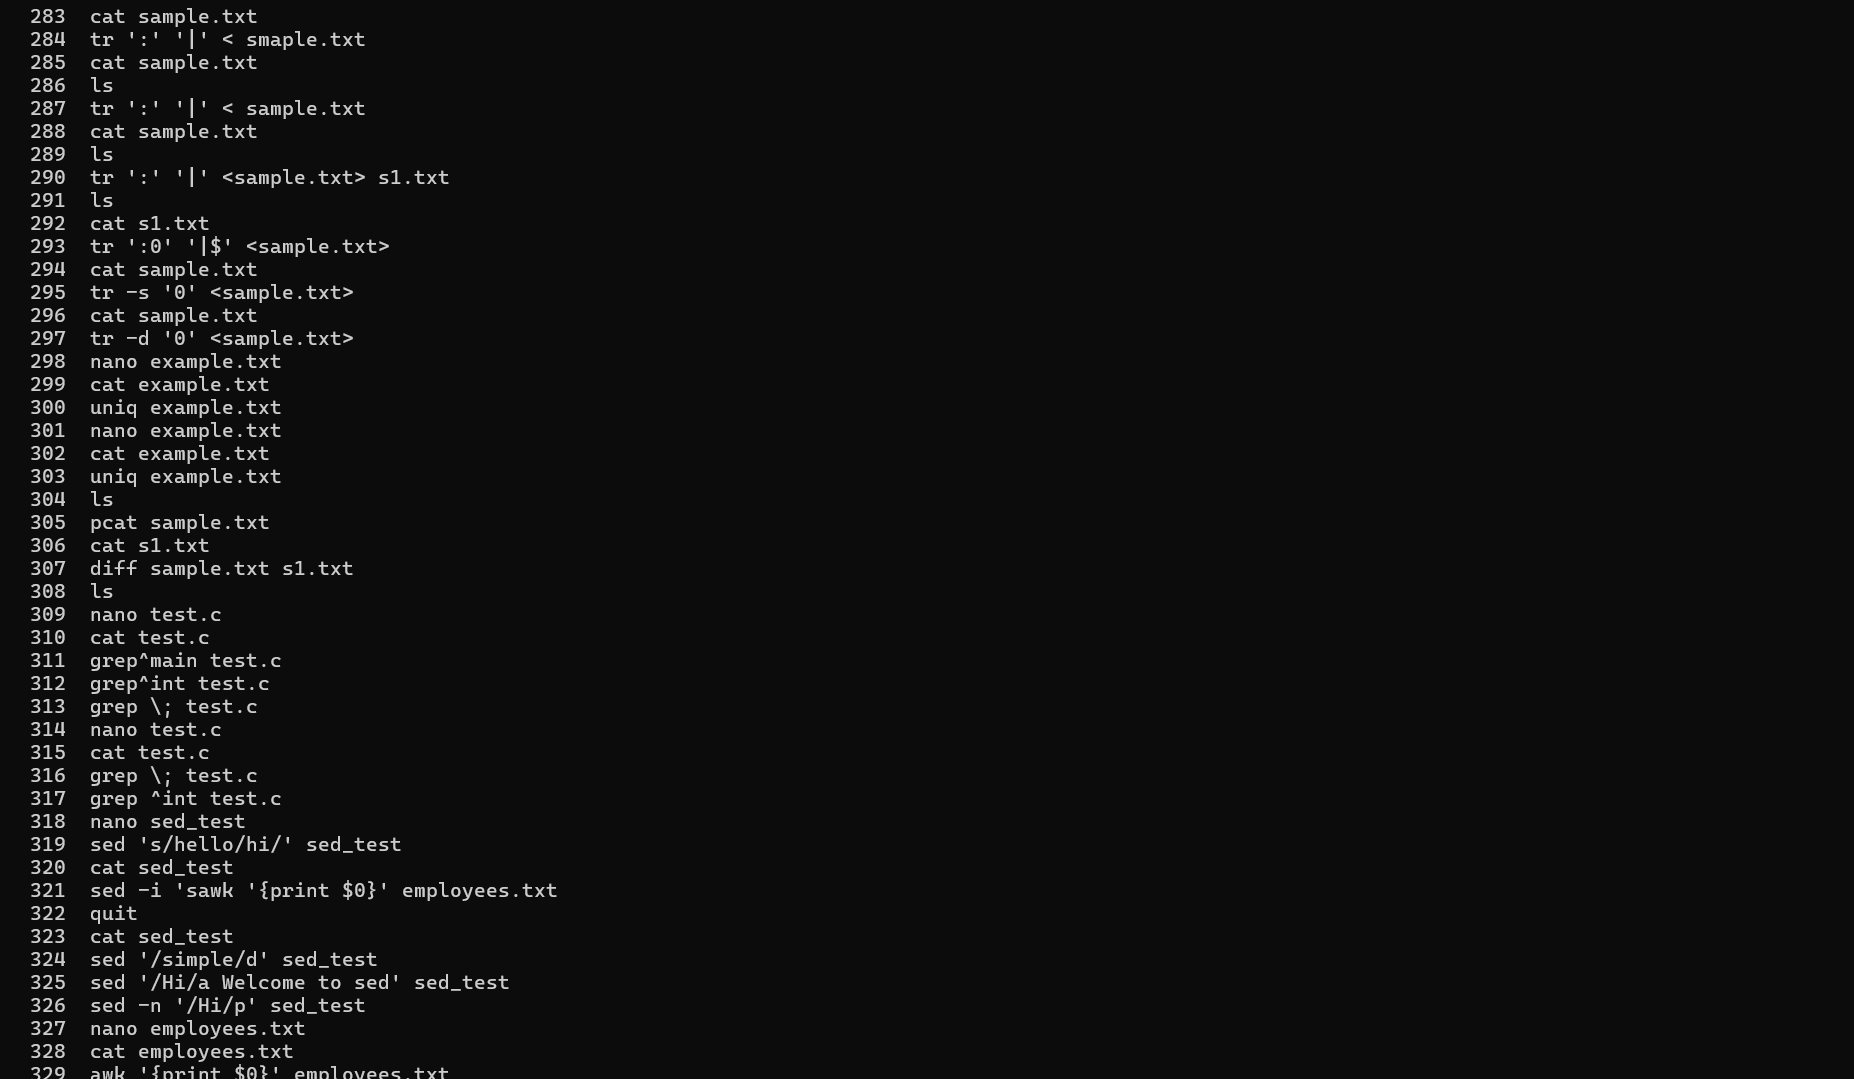 283 cat sample.txt
284 tr ':' '|' < smaple.txt
285 cat sample.txt
286 ls
287 tr ':' '|' < sample.txt
288 cat sample.txt
289 ls
290 tr ':' '|' <sample.txt> s1.txt
291 ls
292 cat s1.txt
293 tr ':0' '|$' <sample.txt>
294 cat sample.txt
295 tr -s '0' <sample.txt>
296 cat sample.txt
297 tr -d '0' <sample.txt>
298 nano example.txt
299 cat example.txt
300 uniq example.txt
301 nano example.txt
302 cat example.txt
303 uniq example.txt
304 ls
305 pcat sample.txt
306 cat s1.txt
307 diff sample.txt s1.txt
308 ls
309 nano test.c
310 cat test.c
311 grep^main test.c
312 grep^int test.c
313 grep \; test.c
314 nano test.c
315 cat test.c
316 grep \; test.c
317 grep ^int test.c
318 nano sed_test
319 sed 's/hello/hi/' sed_test
320 cat sed_test
321 sed -i 'sawk '{print $0}' employees.txt
322 quit
323 cat sed_test
324 sed '/simple/d' sed_test
325 sed '/Hi/a Welcome to sed' sed_test
326 sed -n '/Hi/p' sed_test
327 nano employees.txt
328 cat employees.txt
329 awk '{print $0}' employees.txt